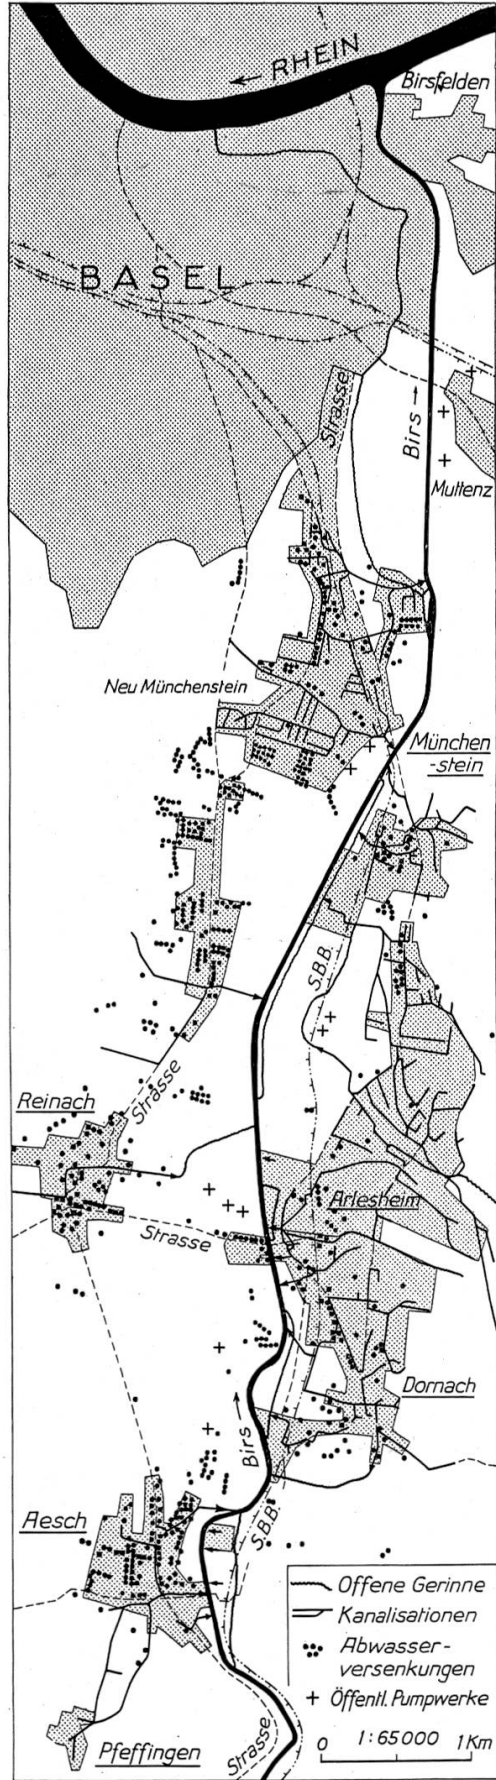 RHEIN
Birsfelden
BASEL
Strasse
Birs
Muttenz
Neu Münchenstein
München
-stein
S.B.B.
Strasse
Reinach
Arlesheim
Strasse
Dornach
Birs
Aesch
S.B.B.
Offene Gerinne
Kanalisationen
Abwasser-
versenkungen
Öffentl. Pumpwerke
0 1:65000 1Km
Pfeffingen
Strasse